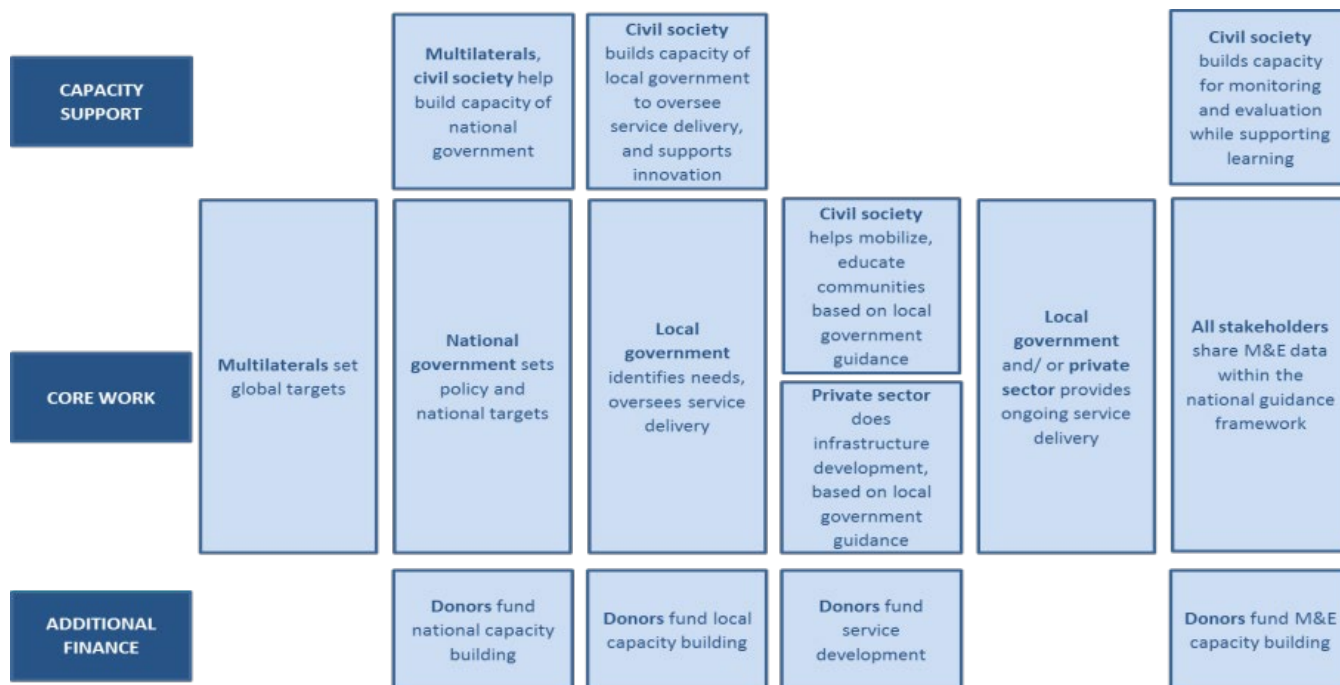 CAPACITY
SUPPORT
Multilaterals,
civil society help
build capacity of
national
government
Civil society
builds capacity of
local government
to oversee
service delivery,
and supports
innovation
Civil society
builds capacity
for monitoring
and evaluation
while supporting
learning
CORE WORK
Multilaterals set
global targets
National
government sets
policy and
national targets
Local
government
identifies needs,
oversees service
delivery
Civil society
helps mobilize,
educate
communities
based on local
government
guidance
Private sector
does
infrastructure
development,
based on local
government
guidance
Local
government
and/ or private
sector provides
ongoing service
delivery
All stakeholders
share M&E data
within the
national guidance
framework
ADDITIONAL
FINANCE
Donors fund
national capacity
building
Donors fund local
capacity building
Donors fund
service
development
Donors fund M&E
capacity building